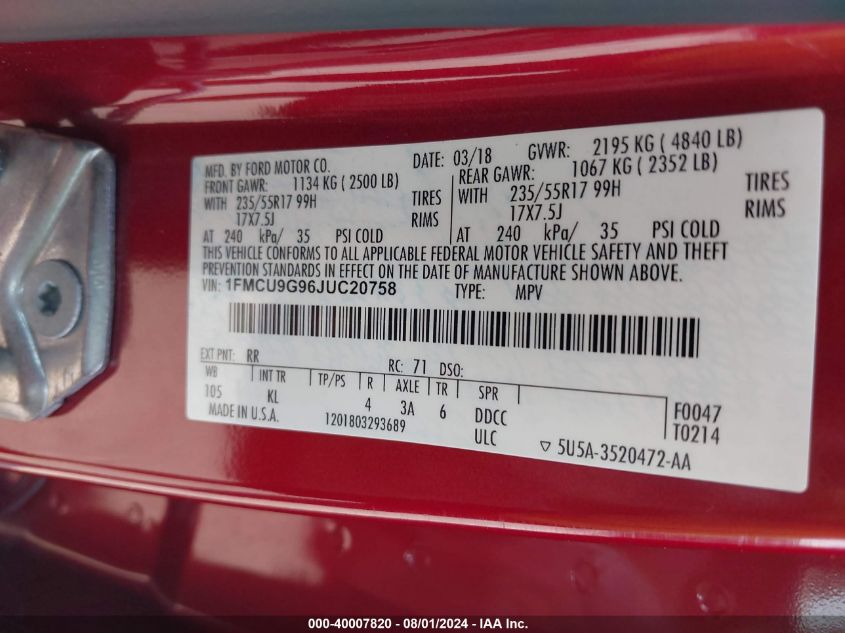 MFD. BY FORD MOTOR CO. DATE: 03/18 GVWR: 2195 KG ( 4840 LB)
FRONT GAWR: 1134 KG ( 2500 LB) REAR GAWR: 1067 KG ( 2352 LB)
WITH 235/55R17 99H TIRES WITH 235/55R17 99H TIRES
17X7.5J RIMS 17X7.5J RIMS
AT 240 kPa/ 35 PSI COLD AT 240 kPa/ 35 PSI COLD
THIS VEHICLE CONFORMS TO ALL APPLICABLE FEDERAL MOTOR VEHICLE SAFETY AND THEFT
PREVENTION STANDARDS IN EFFECT ON THE DATE OF MANUFACTURE SHOWN ABOVE.
VIN: 1FMCU9G96JUC20758 TYPE: MPV
EXT PNT: RR RC: 71 DSO:
WB INT TR TP/PS R AXLE TR SPR
105 KL 4 3A 6 DDCC F0047
MADE IN U.S.A. 1201803293689 ULC T0214
▽ 5U5A-3520472-AA
000-40007820 - 08/01/2024 - IAA Inc.